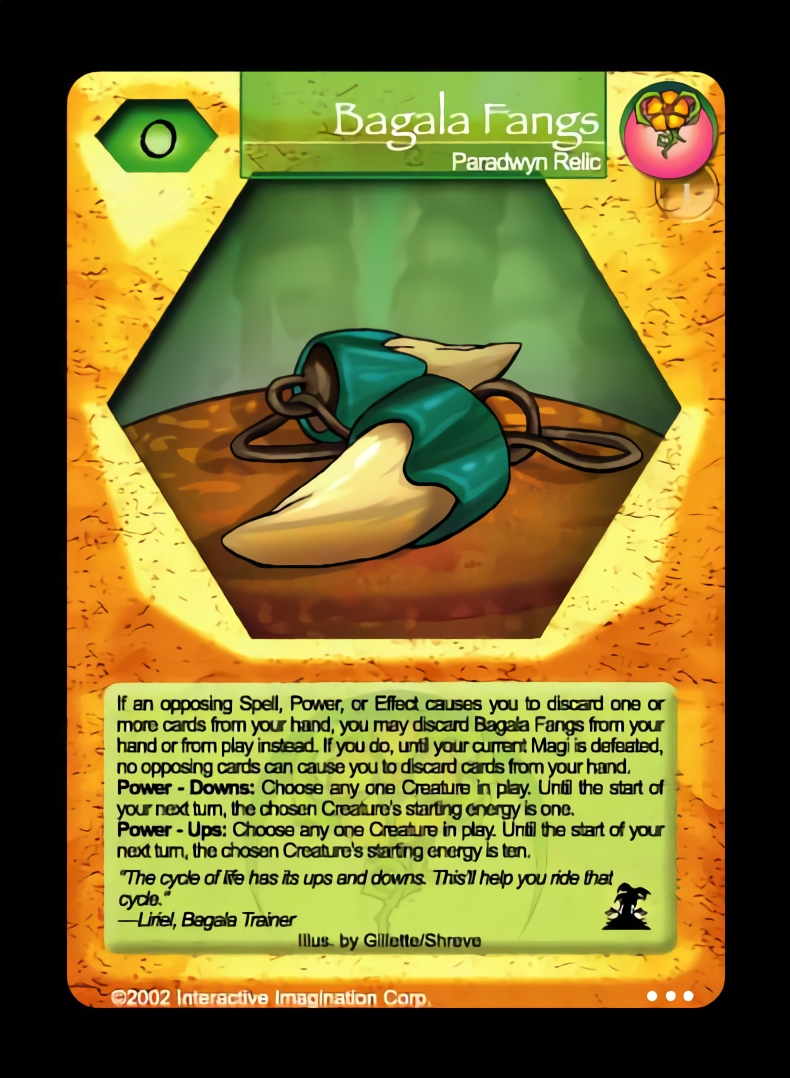 0
Bagala Fangs
Paradwyn Relic
If an opposing Spell, Power, or Effect causes you to discard one or
more cards from your hand, you may discard Bagala Fangs from your
hand or from play instead. If you do, until your current Magi is defeated,
no opposing cards can cause you to discard cards from your hand.
Power - Downs: Choose any one Creature in play. Until the start of
your next turn, the chosen Creature's starting energy is one.
Power - Ups: Choose any one Creature in play. Until the start of your
next turn, the chosen Creature's starting energy is ten.
"The cycle of life has its ups and downs. This'll help you ride that
cycle."
—Liriel, Bagala Trainer
Illus. by Gillette/Shreve
©2002 Interactive Imagination Corp.